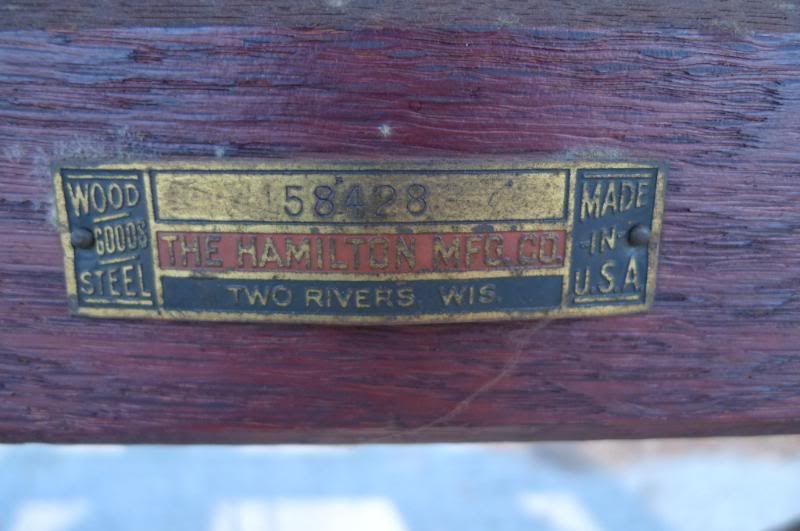 WOOD
GOODS
STEEL
58428
THE HAMILTON MFG. CO.
TWO RIVERS, WIS.
MADE
-IN-
U.S.A.